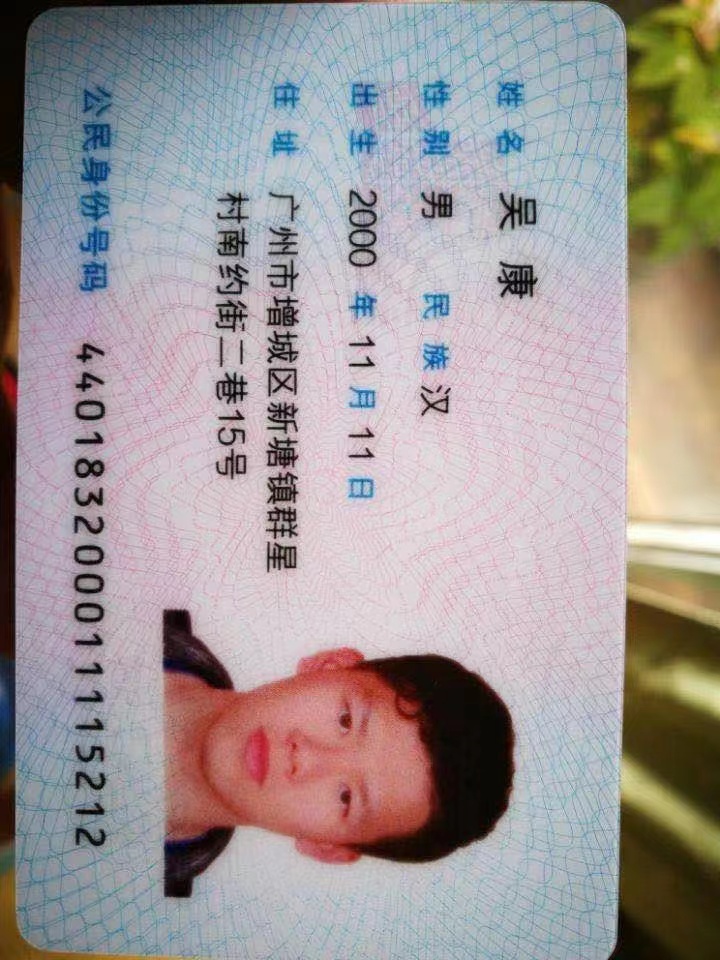 姓名 吴康
性别 男 民族 汉
出生 2000 年 11 月 11 日
住址 广州市增城区新塘镇群星
村南约街二巷15号
公民身份号码 440183200011115212